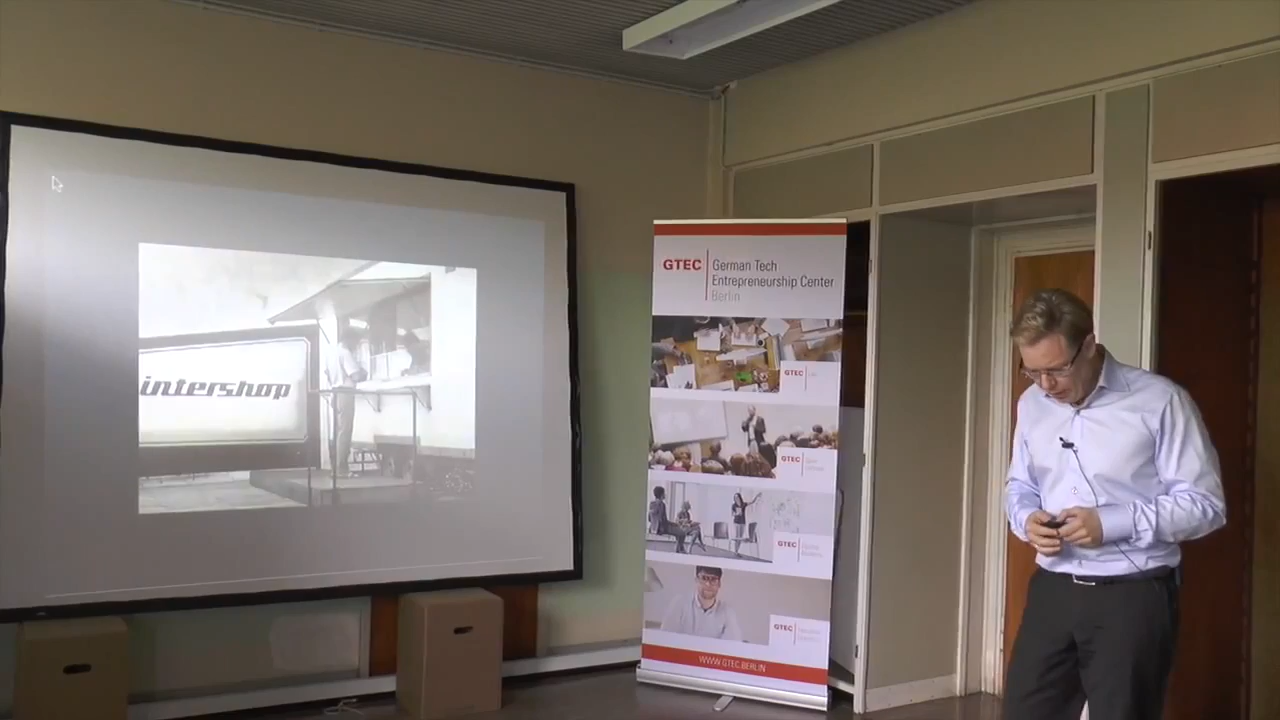 intershop
GTEC
German Tech
Entrepreneurship Center
Berlin
GTEC
GTEC
GTEC
GTEC
WWW.GTEC.BERLIN